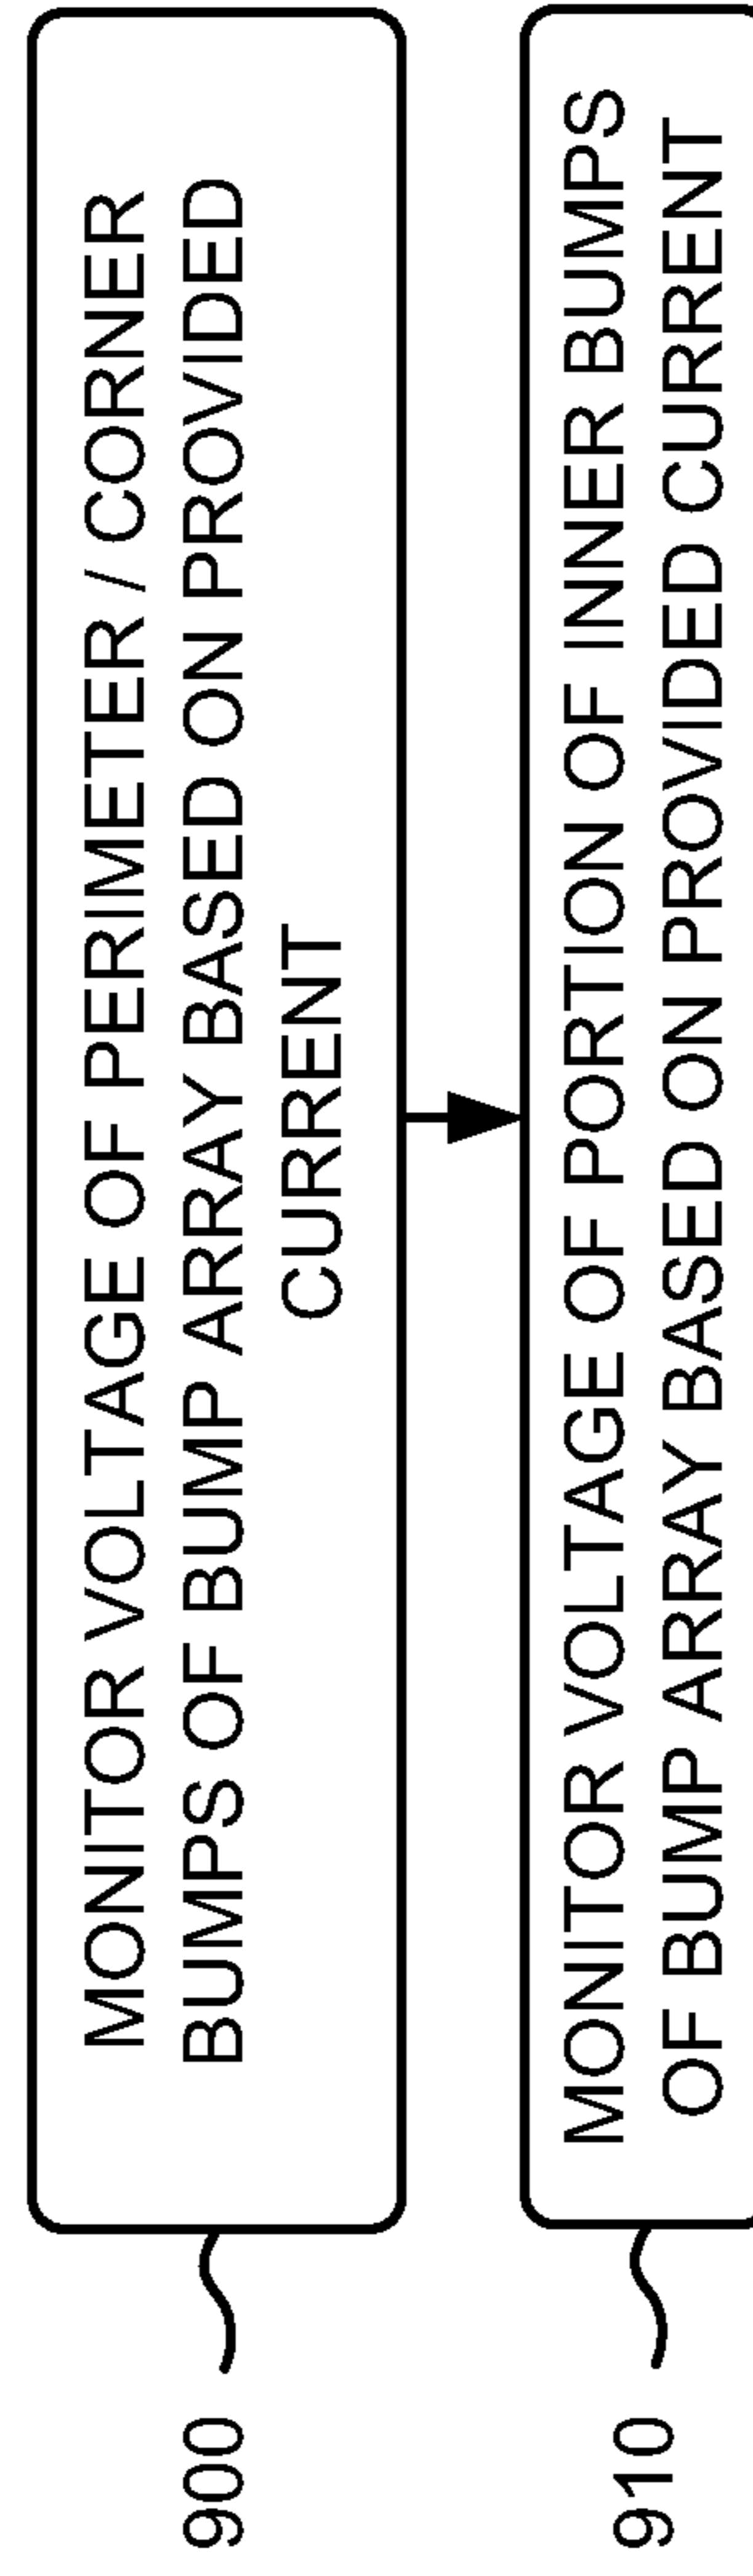 900
MONITOR VOLTAGE OF PERIMETER / CORNER
BUMPS OF BUMP ARRAY BASED ON PROVIDED
CURRENT
910
MONITOR VOLTAGE OF PORTION OF INNER BUMPS
OF BUMP ARRAY BASED ON PROVIDED CURRENT